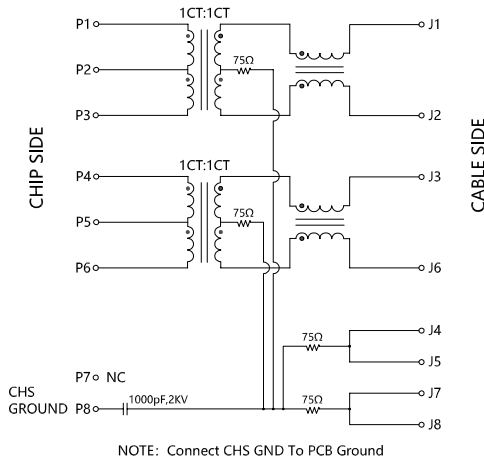 1CT:1CT
P1
J1
75Ω
P2
P3
J2
CHIP SIDE
CABLE SIDE
1CT:1CT
P4
J3
75Ω
P5
P6
J6
J4
75Ω
J5
P7 NC
J7
CHS
GROUND P8
1000pF,2KV
75Ω
J8
NOTE: Connect CHS GND To PCB Ground